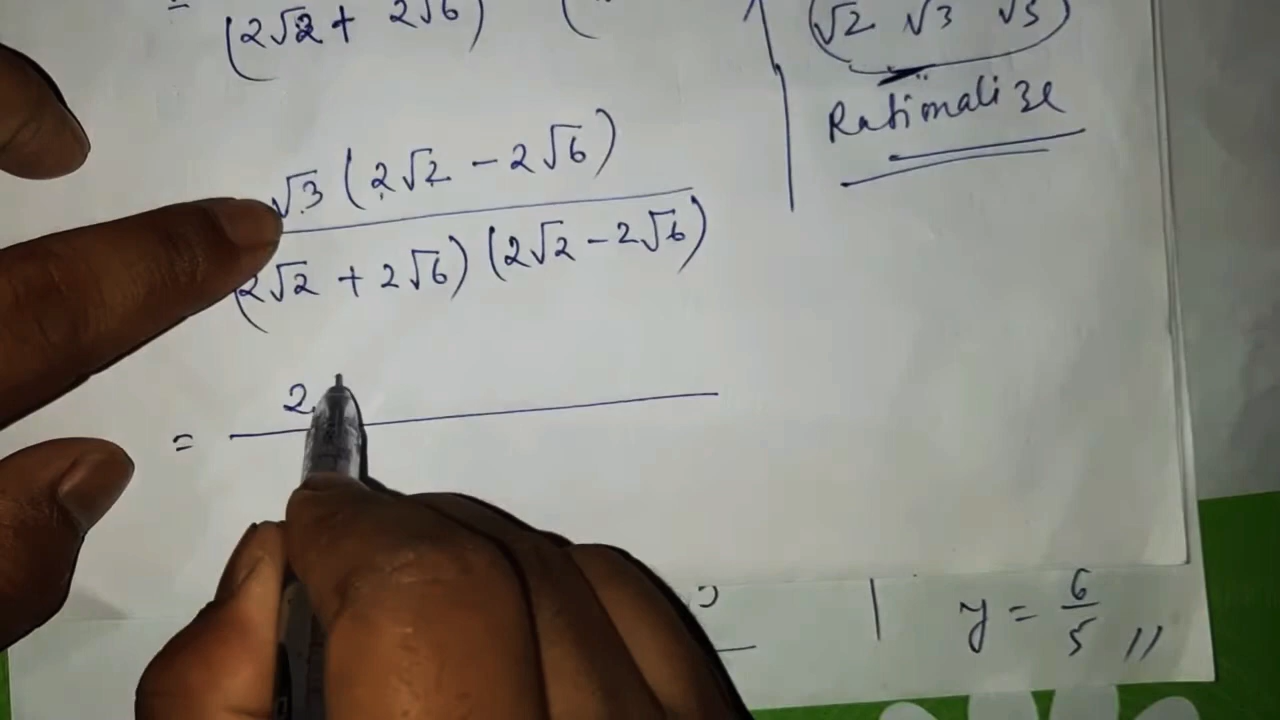 = (2√2 + 2√6) (
√2 √3 √5
Rationalize
√3 (2√2 - 2√6)
(2√2 + 2√6) (2√2 - 2√6)
= 2
y = 6/5 //